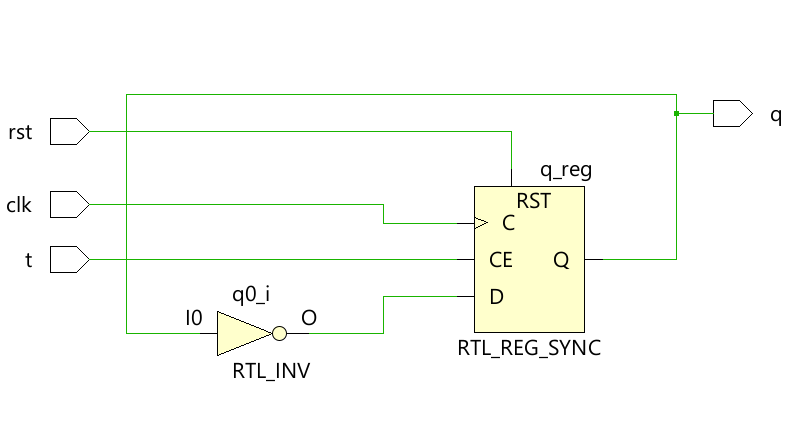 q
rst
q_reg
RST
clk
C
t
CE
Q
q0_i
D
I0
O
RTL_REG_SYNC
RTL_INV